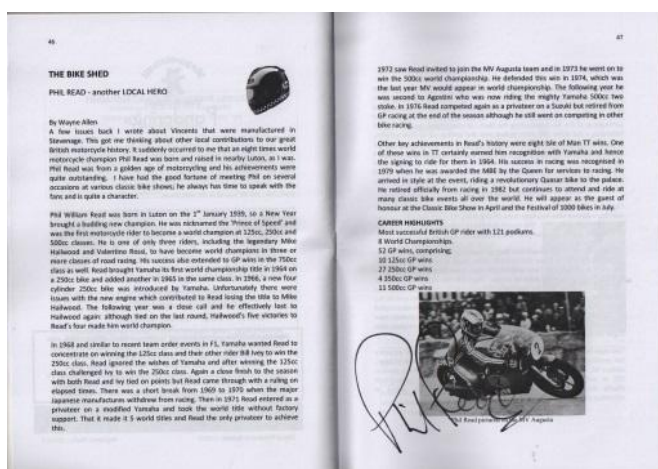 46
THE BIKE SHED
PHIL READ - another LOCAL HERO
By Wayne Allen
A few issues back I wrote about Vincents that were manufactured in
Stevenage. This got me thinking about other local contributions to our great
British motorcycle history. It suddenly occurred to me that an eight times world
motorcycle champion Phil Read was born and raised in nearby Luton, as I was.
Phil Read was from a golden age of motorcycling and his achievements were
quite outstanding. I have had the good fortune of meeting Phil on several
occasions at various classic bike shows; he always has time to speak with the
fans and is quite a character.
Phil William Read was born in Luton on the 1st January 1939, so a New Year
brought a budding new champion. He was nicknamed the 'Prince of Speed' and
was the first motorcycle rider to become a world champion at 125cc, 250cc and
500cc classes. He is one of only three riders, including the legendary Mike
Hailwood and Valentino Rossi, to have become world champions in three or
more classes of road racing. His success also extended to GP wins in the 750cc
class as well. Read brought Yamaha its first world championship title in 1964 on
a 250cc bike and added another in 1965 in the same class. In 1966, a new four
cylinder 250cc bike was introduced by Yamaha. Unfortunately there were
issues with the new engine which contributed to Read losing the title to Mike
Hailwood. The following year was a close call and he effectively lost to
Hailwood again: although tied on the last round, Hailwood's five victories to
Read's four made him world champion.
In 1968 and similar to recent team order events in F1, Yamaha wanted Read to
concentrate on winning the 125cc class and their other rider Bill Ivy to win the
250cc class. Read ignored the wishes of Yamaha and after winning the 125cc
class challenged Ivy to win the 250cc class. Again a close finish to the season
with both Read and Ivy tied on points but Read came through with a ruling on
elapsed times. There was a short break from 1969 to 1970 when the major
Japanese manufacturers withdrew from racing. Then in 1971 Read entered as a
privateer on a modified Yamaha and took the world title without factory
support. That it made it 5 world titles and Read the only privateer to achieve
this.
47
1972 saw Read invited to join the MV Augusta team and in 1973 he went on to
win the 500cc world championship. He defended this win in 1974, which was
the last year MV would appear in world championship. The following year he
was second to Agostini who was now riding the mighty Yamaha 500cc two
stoke. In 1976 Read competed again as a privateer on a Suzuki but retired from
GP racing at the end of the season although he still went on competing in other
bike racing.
Other key achievements in Read's history were eight Isle of Man TT wins. One
of these wins in TT certainly earned him recognition with Yamaha and hence
the signing to ride for them in 1964. His success in racing was recognised in
1979 when he was awarded the MBE by the Queen for services to racing. He
arrived in style at the event, riding a revolutionary Quasar bike to the palace.
He retired officially from racing in 1982 but continues to attend and ride at
many classic bike events all over the world. He will appear as the guest of
honour at the Classic Bike Show in April and the Festival of 1000 bikes in July.
CAREER HIGHLIGHTS
Most successful British GP rider with 121 podiums.
8 World Championships.
52 GP wins, comprising;
10 125cc GP wins
27 250cc GP wins
4 350cc GP wins
11 500cc GP wins
Phil Read MV Augusta